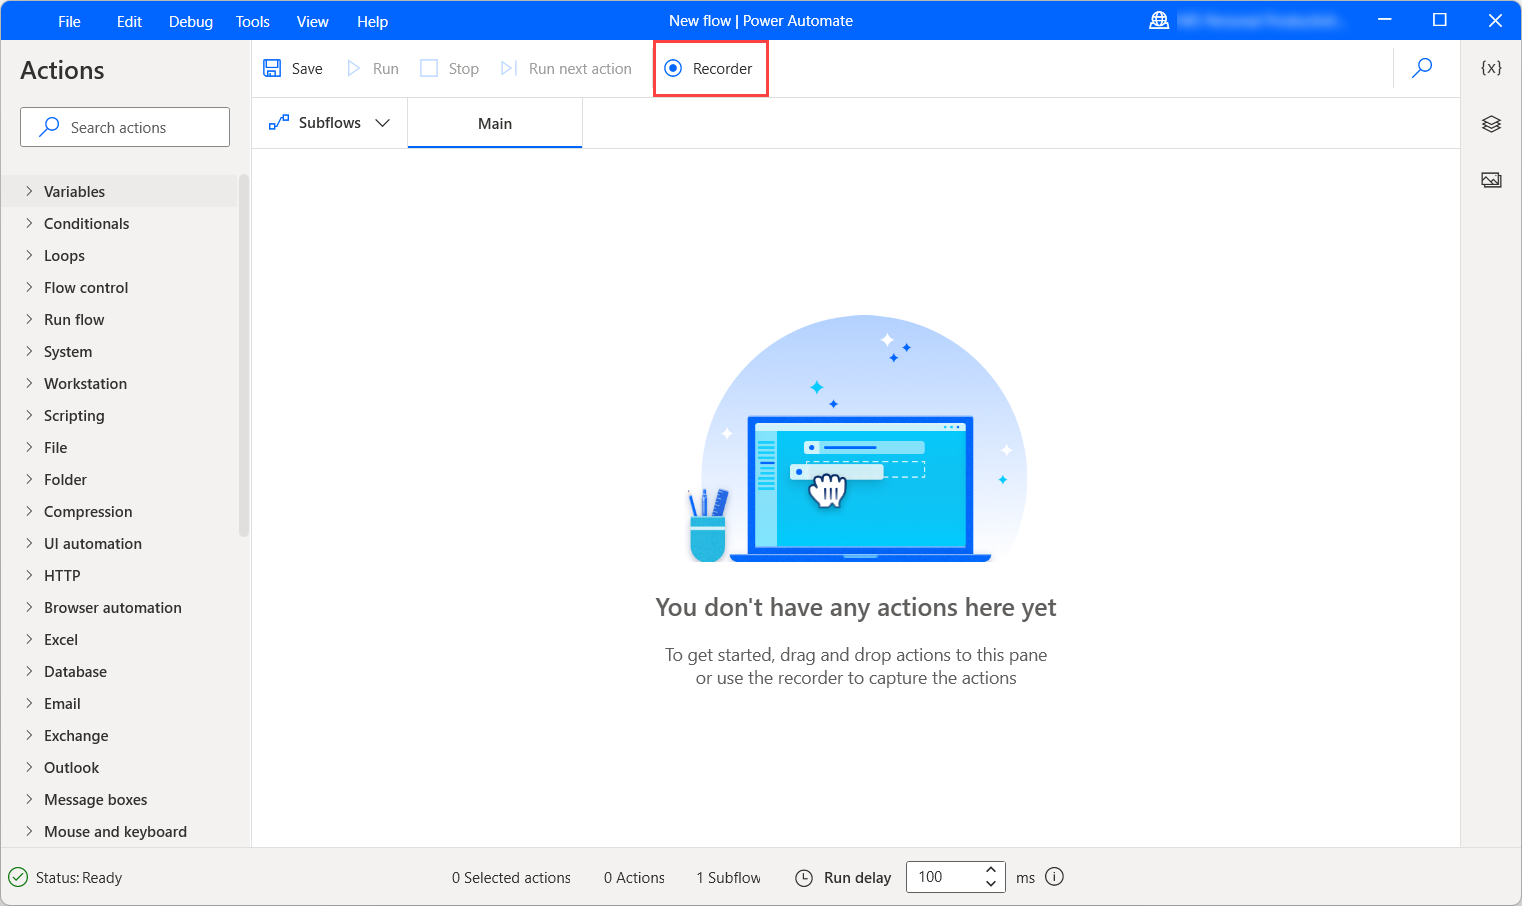 File Edit Debug Tools View Help New flow | Power Automate
Actions
Save Run Stop Run next action Recorder
{x}
Search actions
Subflows Main
Variables
Conditionals
Loops
Flow control
Run flow
System
Workstation
Scripting
File
Folder
Compression
UI automation
HTTP
Browser automation
Excel
Database
Email
Exchange
Outlook
Message boxes
Mouse and keyboard
You don't have any actions here yet
To get started, drag and drop actions to this pane
or use the recorder to capture the actions
Status: Ready 0 Selected actions 0 Actions 1 Subflow Run delay 100 ms